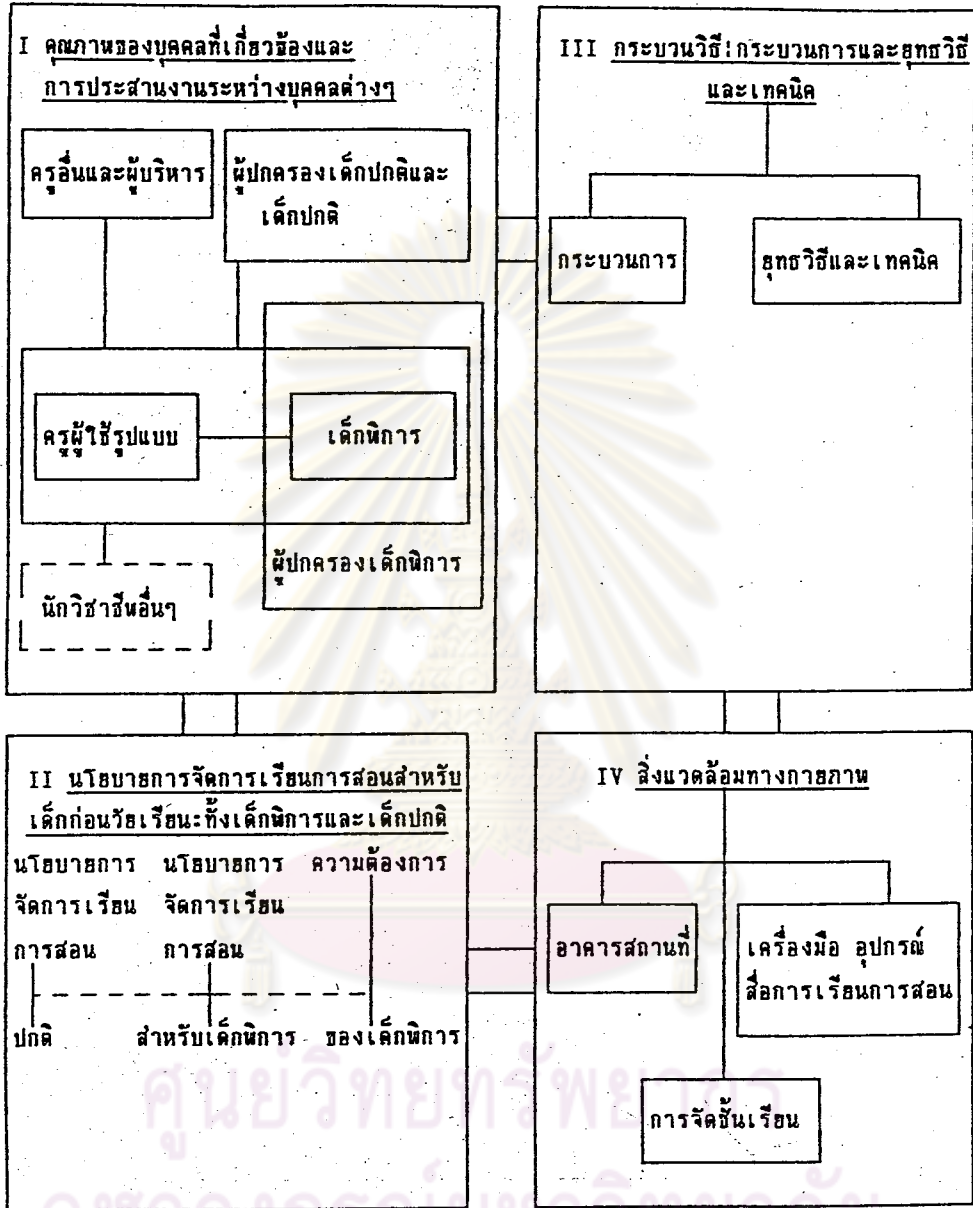 I คุณภาพของบุคคลที่เกี่ยวข้องและ
การประสานงานระหว่างบุคคลต่างๆ
ครูอื่นและผู้บริหาร
ผู้ปกครองเด็กปกติและ
เด็กปกติ
ครูผู้ใช้รูปแบบ
เด็กพิการ
ผู้ปกครองเด็กพิการ
นักวิชาชีพอื่นๆ
III กระบวนวิธี:กระบวนการและยุทธวิธี
และเทคนิค
กระบวนการ
ยุทธวิธีและเทคนิค
II นโยบายการจัดการเรียนการสอนสำหรับ
เด็กก่อนวัยเรียน:ทั้งเด็กพิการและเด็กปกติ
นโยบายการ นโยบายการ ความต้องการ
จัดการเรียน จัดการเรียน
การสอน การสอน
ปกติ สำหรับเด็กพิการ ของเด็กพิการ
IV สิ่งแวดล้อมทางกายภาพ
อาคารสถานที่
เครื่องมือ อุปกรณ์
สื่อการเรียนการสอน
การจัดชั้นเรียน
ศูนย์วิทยทรัพยากร
จุฬาลงกรณ์มหาวิทยาลัย